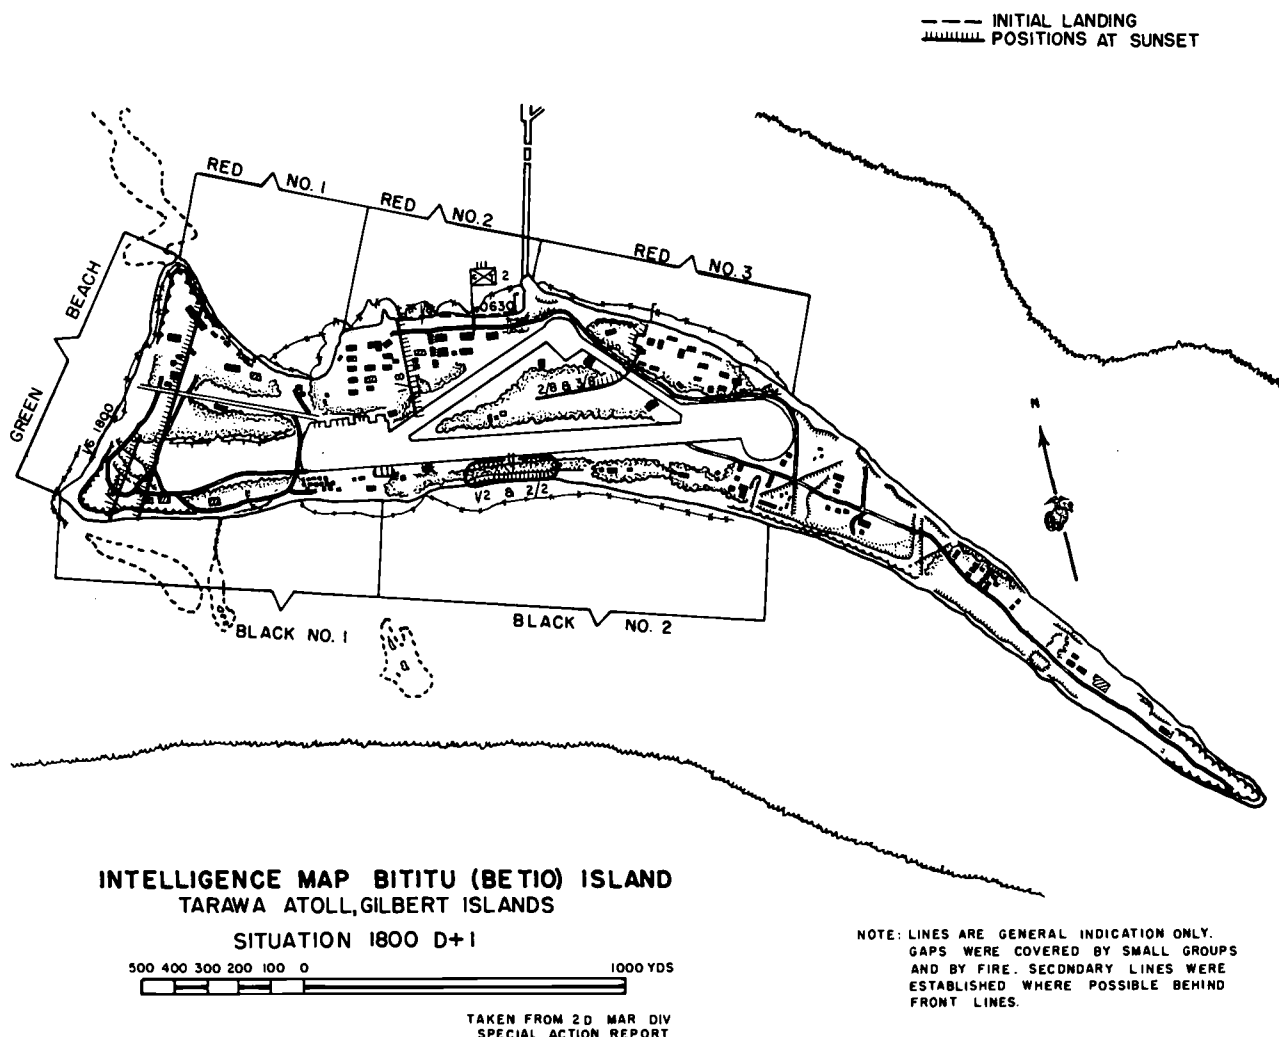 --- INITIAL LANDING
POSITIONS AT SUNSET
RED NO. 1
RED NO. 2
RED NO. 3
GREEN BEACH
2
0630
1/8
1/8
2/8 & 3/8
V6 1800
V2 & 2/2
N
BLACK NO. 1
BLACK NO. 2
INTELLIGENCE MAP BITITU (BETIO) ISLAND
TARAWA ATOLL, GILBERT ISLANDS
SITUATION 1800 D+1
500 400 300 200 100 0 1000 YDS
TAKEN FROM 2D MAR DIV
SPECIAL ACTION REPORT
NOTE: LINES ARE GENERAL INDICATION ONLY.
GAPS WERE COVERED BY SMALL GROUPS
AND BY FIRE. SECONDARY LINES WERE
ESTABLISHED WHERE POSSIBLE BEHIND
FRONT LINES.